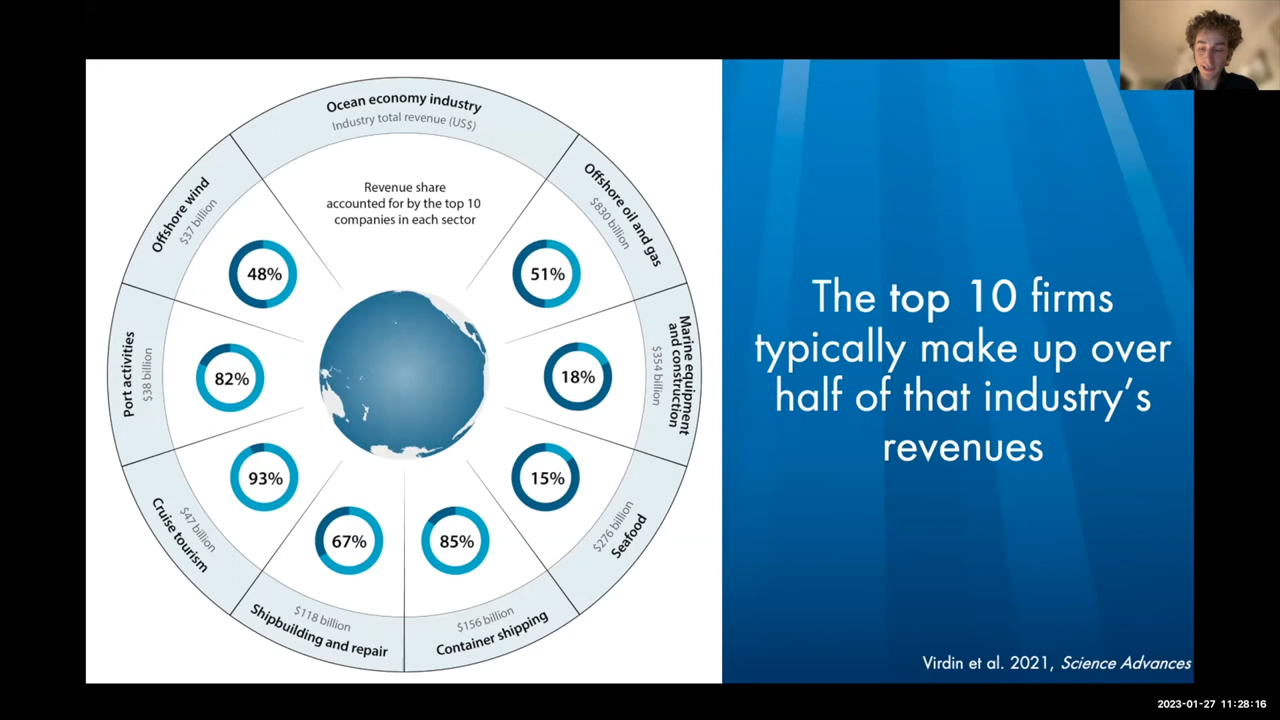 Ocean economy industry
Industry total revenue (US$)
Revenue share
accounted for by the top 10
companies in each sector
Offshore oil and gas
$830 billion
51%
Marine equipment
and construction
$354 billion
18%
Seafood
$276 billion
15%
Container shipping
$156 billion
85%
Shipbuilding and repair
$118 billion
67%
Cruise tourism
$47 billion
93%
Port activities
$38 billion
82%
Offshore wind
$37 billion
48%
The top 10 firms
typically make up over
half of that industry’s
revenues
Virdin et al. 2021, Science Advances
2023-01-27 11:28:16